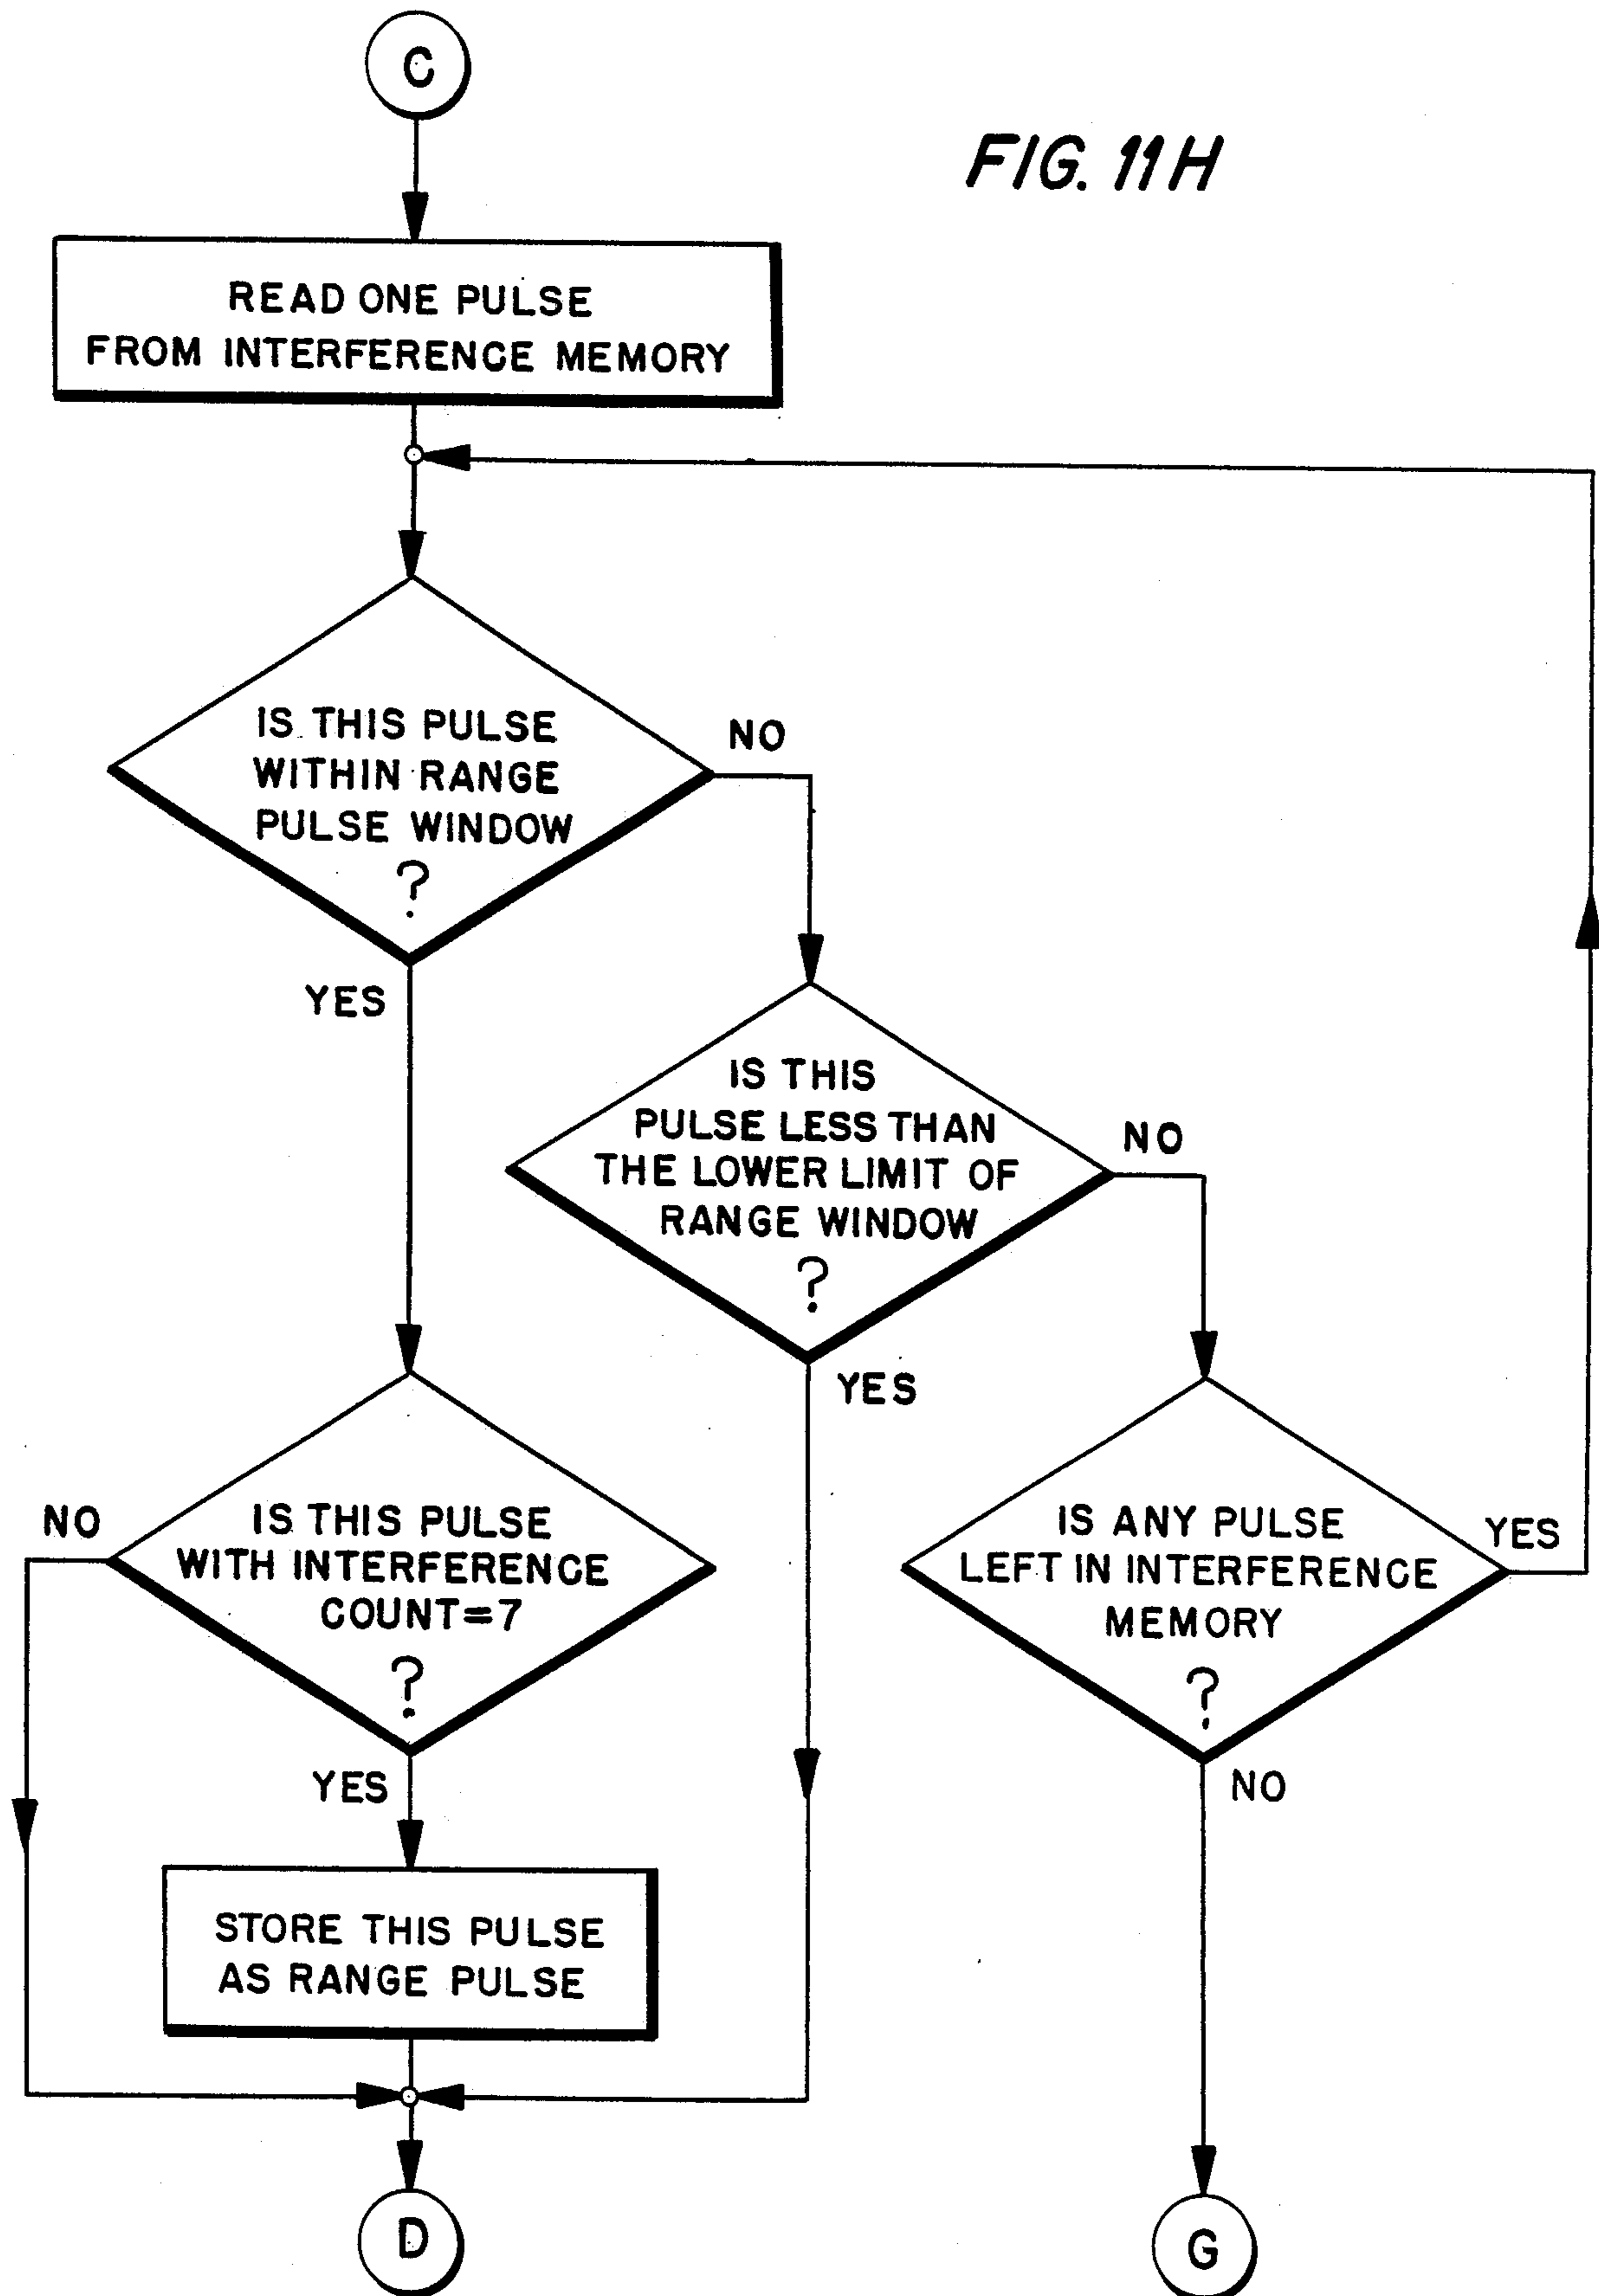 C
FIG. 11H
READ ONE PULSE
FROM INTERFERENCE MEMORY
IS THIS PULSE
WITHIN RANGE
PULSE WINDOW
?
NO
YES
IS THIS
PULSE LESS THAN
THE LOWER LIMIT OF
RANGE WINDOW
?
NO
YES
IS THIS PULSE
WITH INTERFERENCE
COUNT=7
?
NO
YES
IS ANY PULSE
LEFT IN INTERFERENCE
MEMORY
?
YES
NO
STORE THIS PULSE
AS RANGE PULSE
D
G